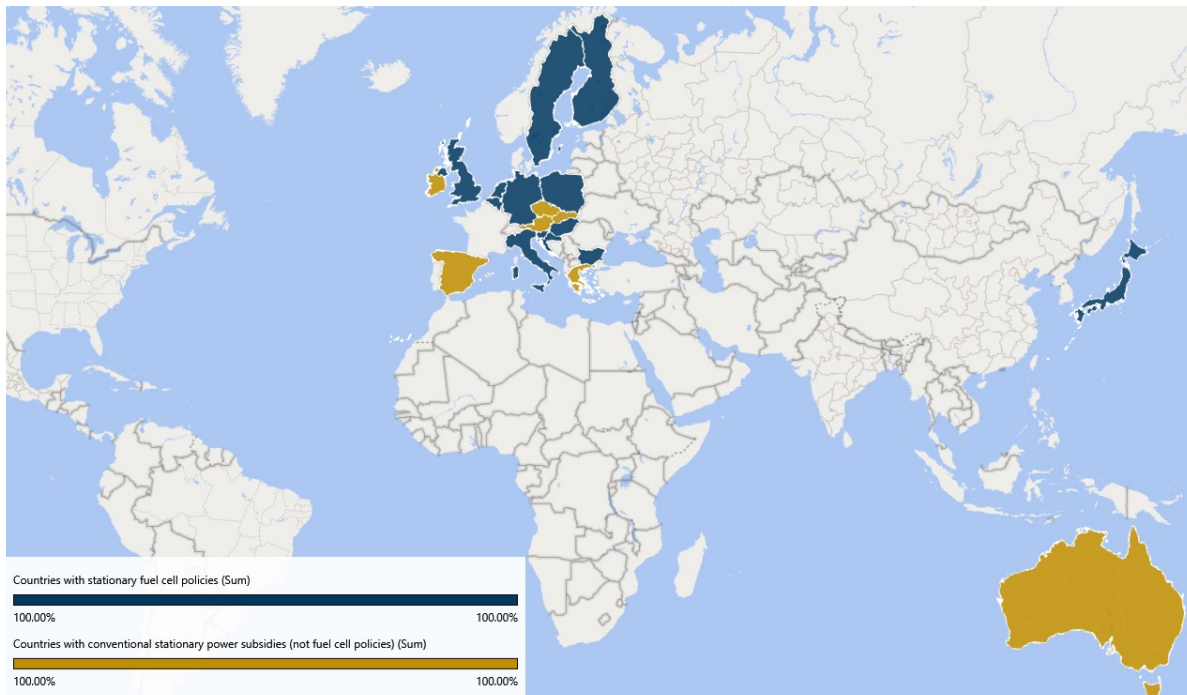 Countries with stationary fuel cell policies (Sum)
100.00% 100.00%
Countries with conventional stationary power subsidies (not fuel cell policies) (Sum)
100.00% 100.00%